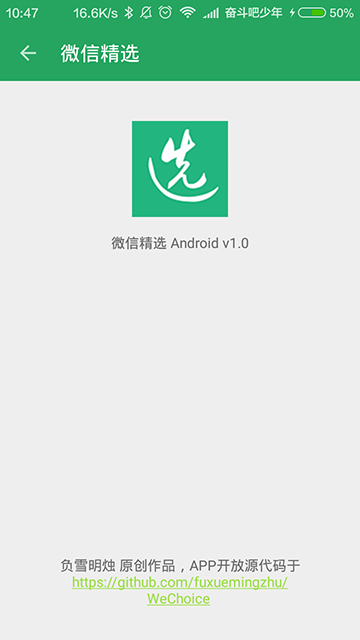 10:47 16.6K/s 奋斗吧少年 50%
微信精选
选
微信精选 Android v1.0
负雪明烛 原创作品，APP开放源代码于
https://github.com/fuxuemingzhu/
WeChoice